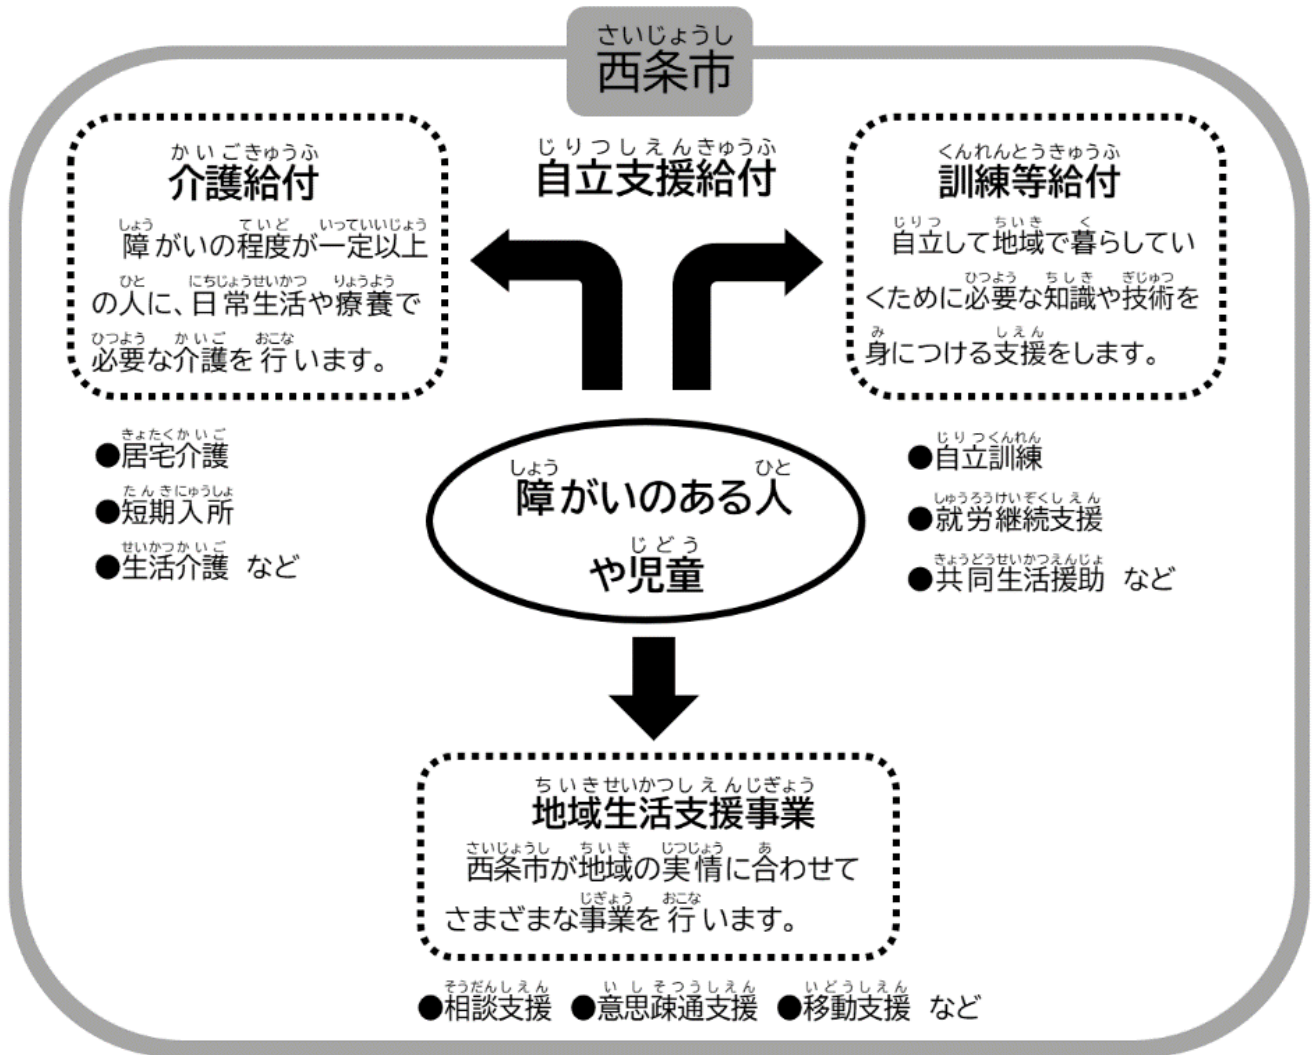 さいじょうし
西条市
かいごきゅうふ
介護給付
しょう ていど いっていいじょう
障がいの程度が一定以上
ひと にちじょうせいかつ りょうよう
の人に、日常生活や療養で
ひつよう かいご おこな
必要な介護を行います。
きょたくかいご
●居宅介護
たんきにゅうしょ
●短期入所
せいかつかいご
●生活介護 など
じりつしえんきゅうふ
自立支援給付
くんれんとうきゅうふ
訓練等給付
じりつ ちいき く
自立して地域で暮らしてい
ひつよう ちしき ぎじゅつ
くために必要な知識や技術を
み しえん
身につける支援をします。
じりつくんれん
●自立訓練
しゅうろうけいぞくしえん
●就労継続支援
きょうどうせいかつえんじょ
●共同生活援助 など
しょう ひと
障がいのある人
じどう
や児童
ちいきせいかつしえんじぎょう
地域生活支援事業
さいじょうし ちいき じつじょう あ
西条市が地域の実情に合わせて
じぎょう おこな
さまざまな事業を行います。
そうだんしえん いしそつうしえん いどうしえん
●相談支援 ●意思疎通支援 ●移動支援 など